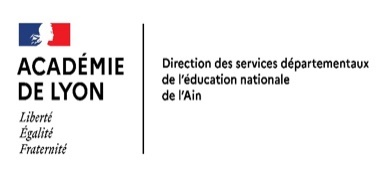 ACADÉMIE
DE LYON
Liberté
Égalité
Fraternité
Direction des services départementaux
de l'éducation nationale
de l'Ain